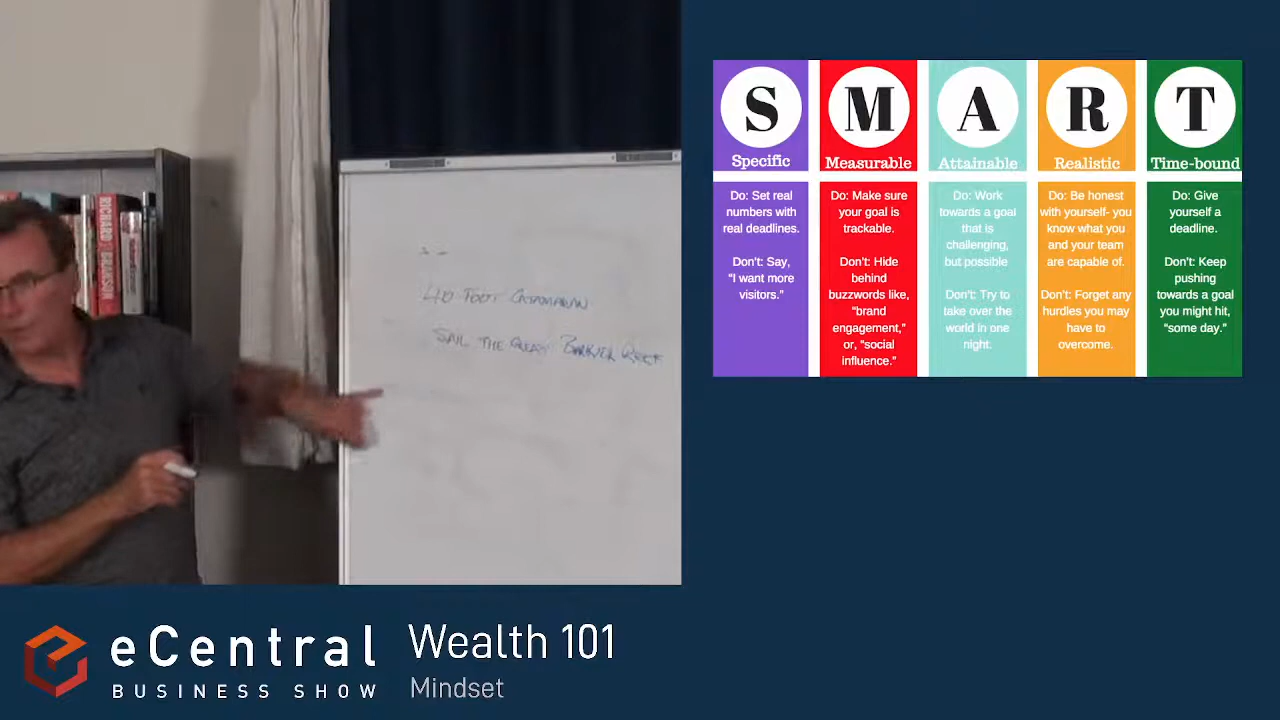 RICHARD BRANSON
40 FOOT CATAMARAN
SAIL THE GREAT BARRIER REEF
S
Specific
Do: Set real
numbers with
real deadlines.
Don't: Say,
“I want more
visitors.”
M
Measurable
Do: Make sure
your goal is
trackable.
Don't: Hide
behind
buzzwords like,
“brand
engagement,”
or, “social
influence.”
A
Attainable
Do: Work
towards a goal
that is
challenging,
but possible
Don't: Try to
take over the
world in one
night.
R
Realistic
Do: Be honest
with yourself- you
know what you
and your team
are capable of.
Don't: Forget any
hurdles you may
have to
overcome.
T
Time-bound
Do: Give
yourself a
deadline.
Don't: Keep
pushing
towards a goal
you might hit,
“some day.”
eCentral
BUSINESS SHOW
Wealth 101
Mindset